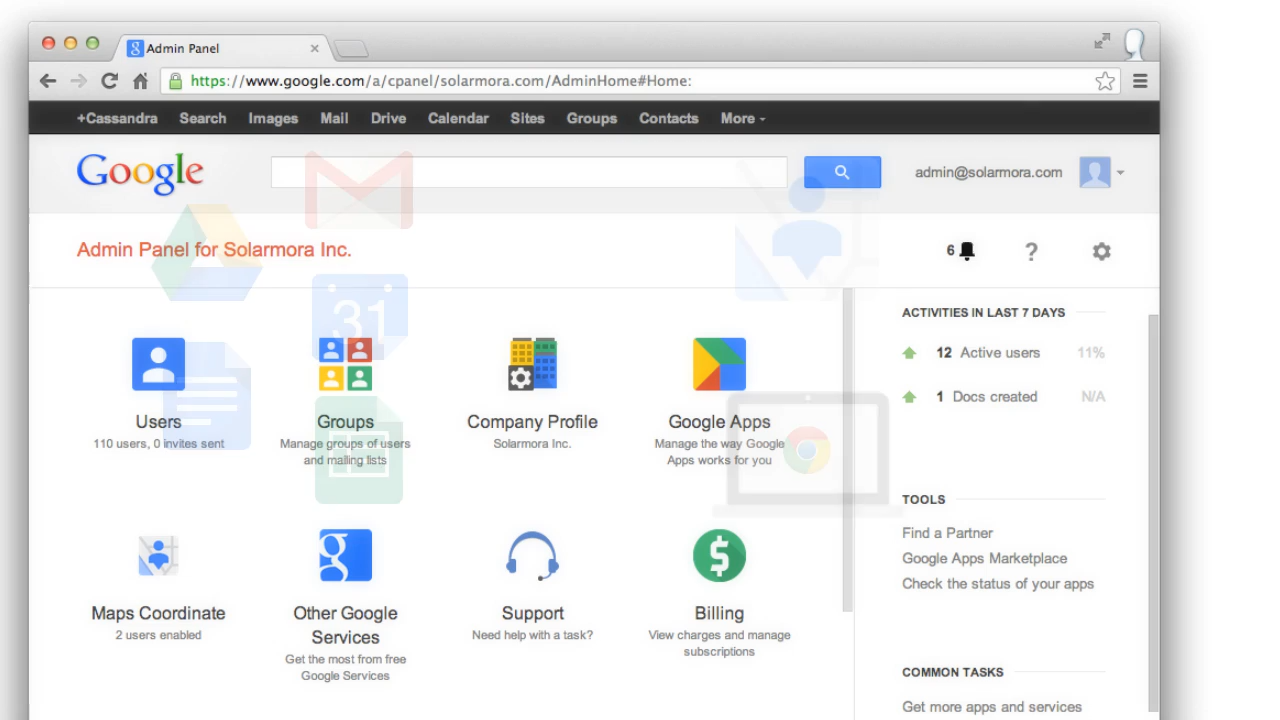 Admin Panel
https://www.google.com/a/cpanel/solarmora.com/AdminHome#Home:
+Cassandra Search Images Mail Drive Calendar Sites Groups Contacts More
Google
admin@solarmora.com
Admin Panel for Solarmora Inc.
6
?
31
Users
110 users, 0 invites sent
Groups
Manage groups of users
and mailing lists
Company Profile
Solarmora Inc.
Google Apps
Manage the way Google
Apps works for you
Maps Coordinate
2 users enabled
g
Other Google
Services
Get the most from free
Google Services
Support
Need help with a task?
$
Billing
View charges and manage
subscriptions
ACTIVITIES IN LAST 7 DAYS
12 Active users 11%
1 Docs created N/A
TOOLS
Find a Partner
Google Apps Marketplace
Check the status of your apps
COMMON TASKS
Get more apps and services